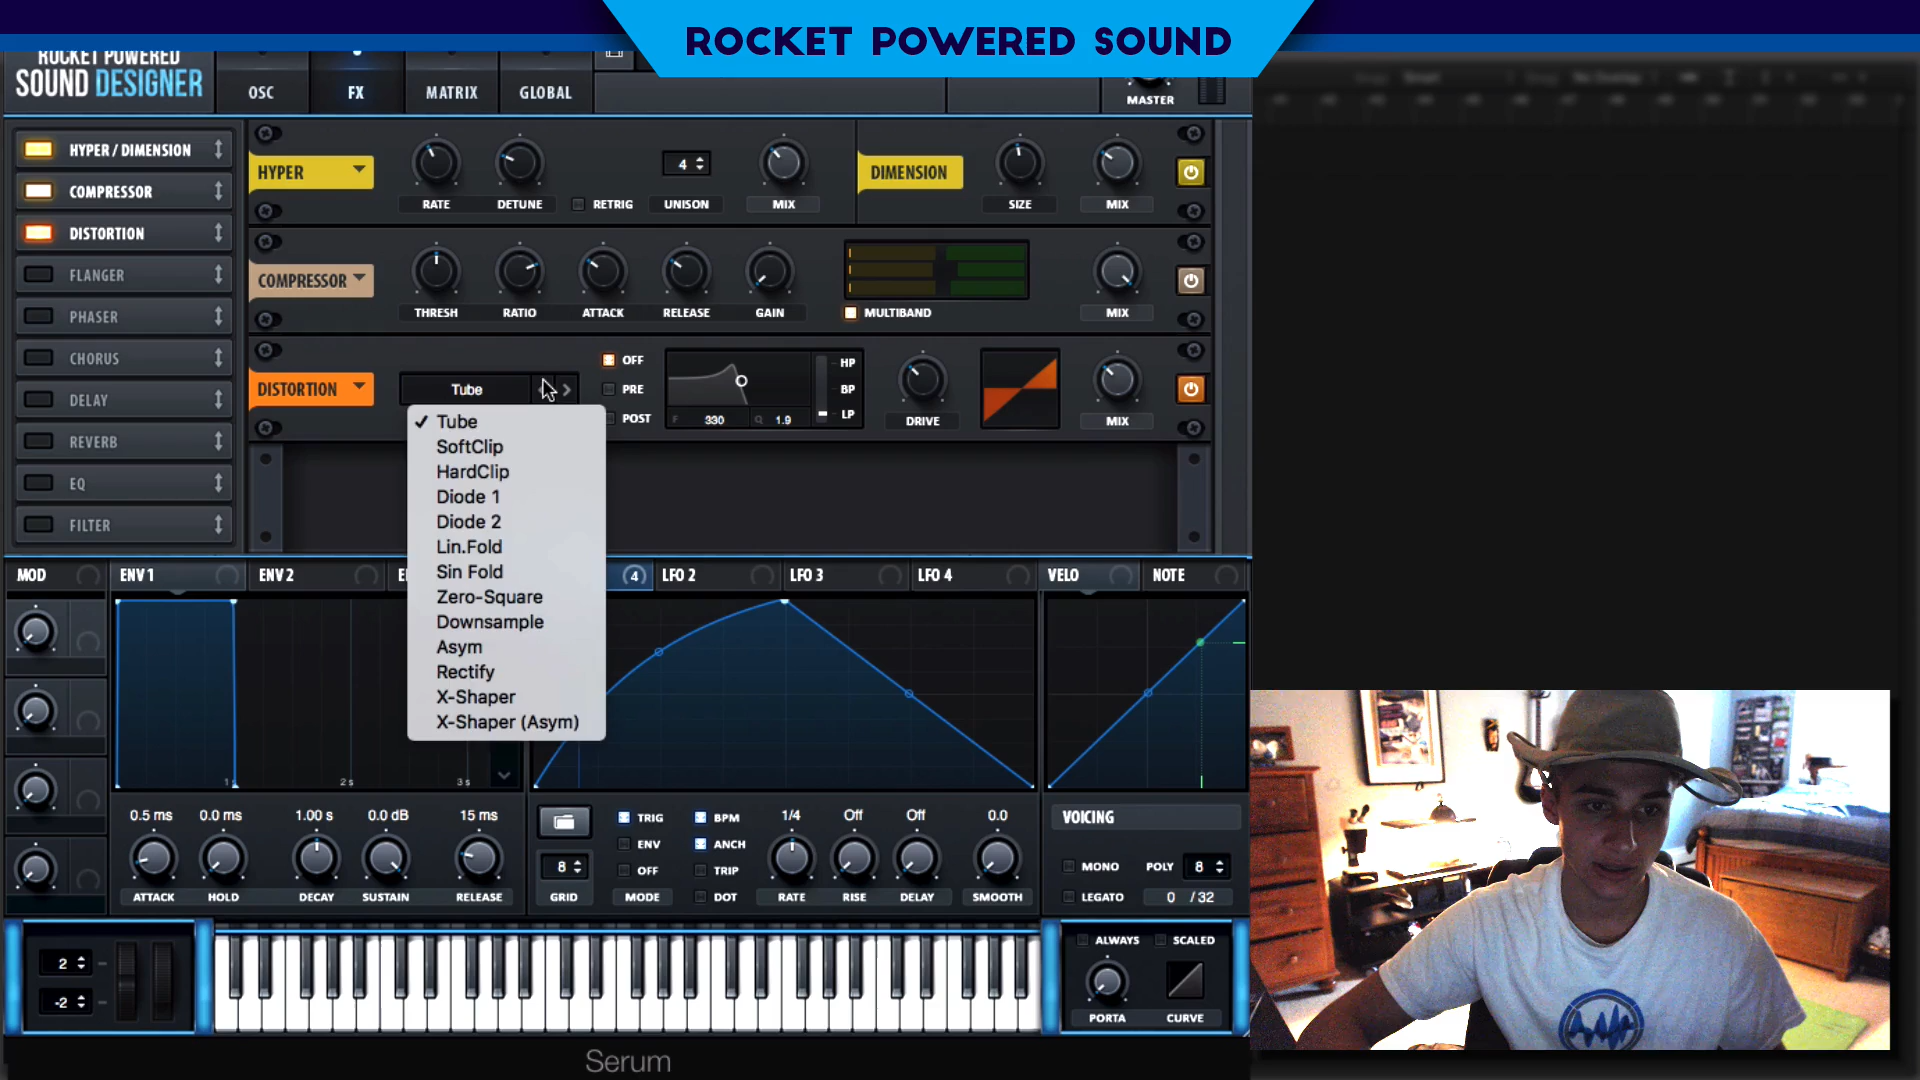 ROCKET POWERED SOUND
ROCKET POWERED
SOUND DESIGNER
OSC
FX
MATRIX
GLOBAL
MASTER
HYPER / DIMENSION
COMPRESSOR
DISTORTION
FLANGER
PHASER
CHORUS
DELAY
REVERB
EQ
FILTER
HYPER
RATE
DETUNE
RETRIG
4
UNISON
MIX
DIMENSION
SIZE
MIX
COMPRESSOR
THRESH
RATIO
ATTACK
RELEASE
GAIN
MULTIBAND
MIX
DISTORTION
Tube
OFF
PRE
POST
F 330 Q 1.9
HP
BP
LP
DRIVE
MIX
✓ Tube
SoftClip
HardClip
Diode 1
Diode 2
Lin.Fold
Sin Fold
Zero-Square
Downsample
Asym
Rectify
X-Shaper
X-Shaper (Asym)
MOD
ENV 1
ENV 2
4
LFO 2
LFO 3
LFO 4
VELO
NOTE
1s
2 s
3 s
0.5 ms
0.0 ms
1.00 s
0.0 dB
15 ms
ATTACK
HOLD
DECAY
SUSTAIN
RELEASE
8
GRID
TRIG
ENV
OFF
MODE
BPM
ANCH
TRIP
DOT
1/4
Off
Off
0.0
RATE
RISE
DELAY
SMOOTH
VOICING
MONO
POLY
8
LEGATO
0 / 32
2
-2
ALWAYS
SCALED
PORTA
CURVE
Serum